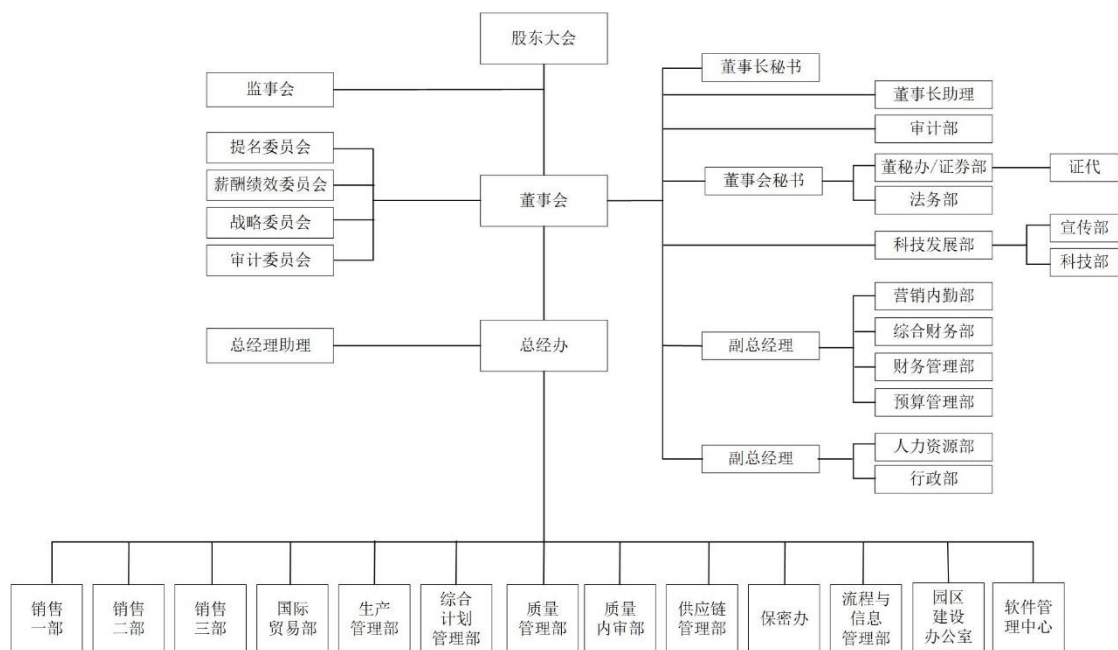 股东大会
董事长秘书
监事会
董事长助理
审计部
提名委员会
薪酬绩效委员会
战略委员会
审计委员会
董事会
董事会秘书
董秘办/证券部
证代
法务部
科技发展部
宣传部
科技部
总经理助理
总经办
副总经理
营销内勤部
综合财务部
财务管理部
预算管理部
副总经理
人力资源部
行政部
销售
一部
销售
二部
销售
三部
国际
贸易部
生产
管理部
综合
计划
管理部
质量
管理部
质量
内审部
供应链
管理部
保密办
流程与
信息
管理部
园区
建设
办公室
软件管
理中心